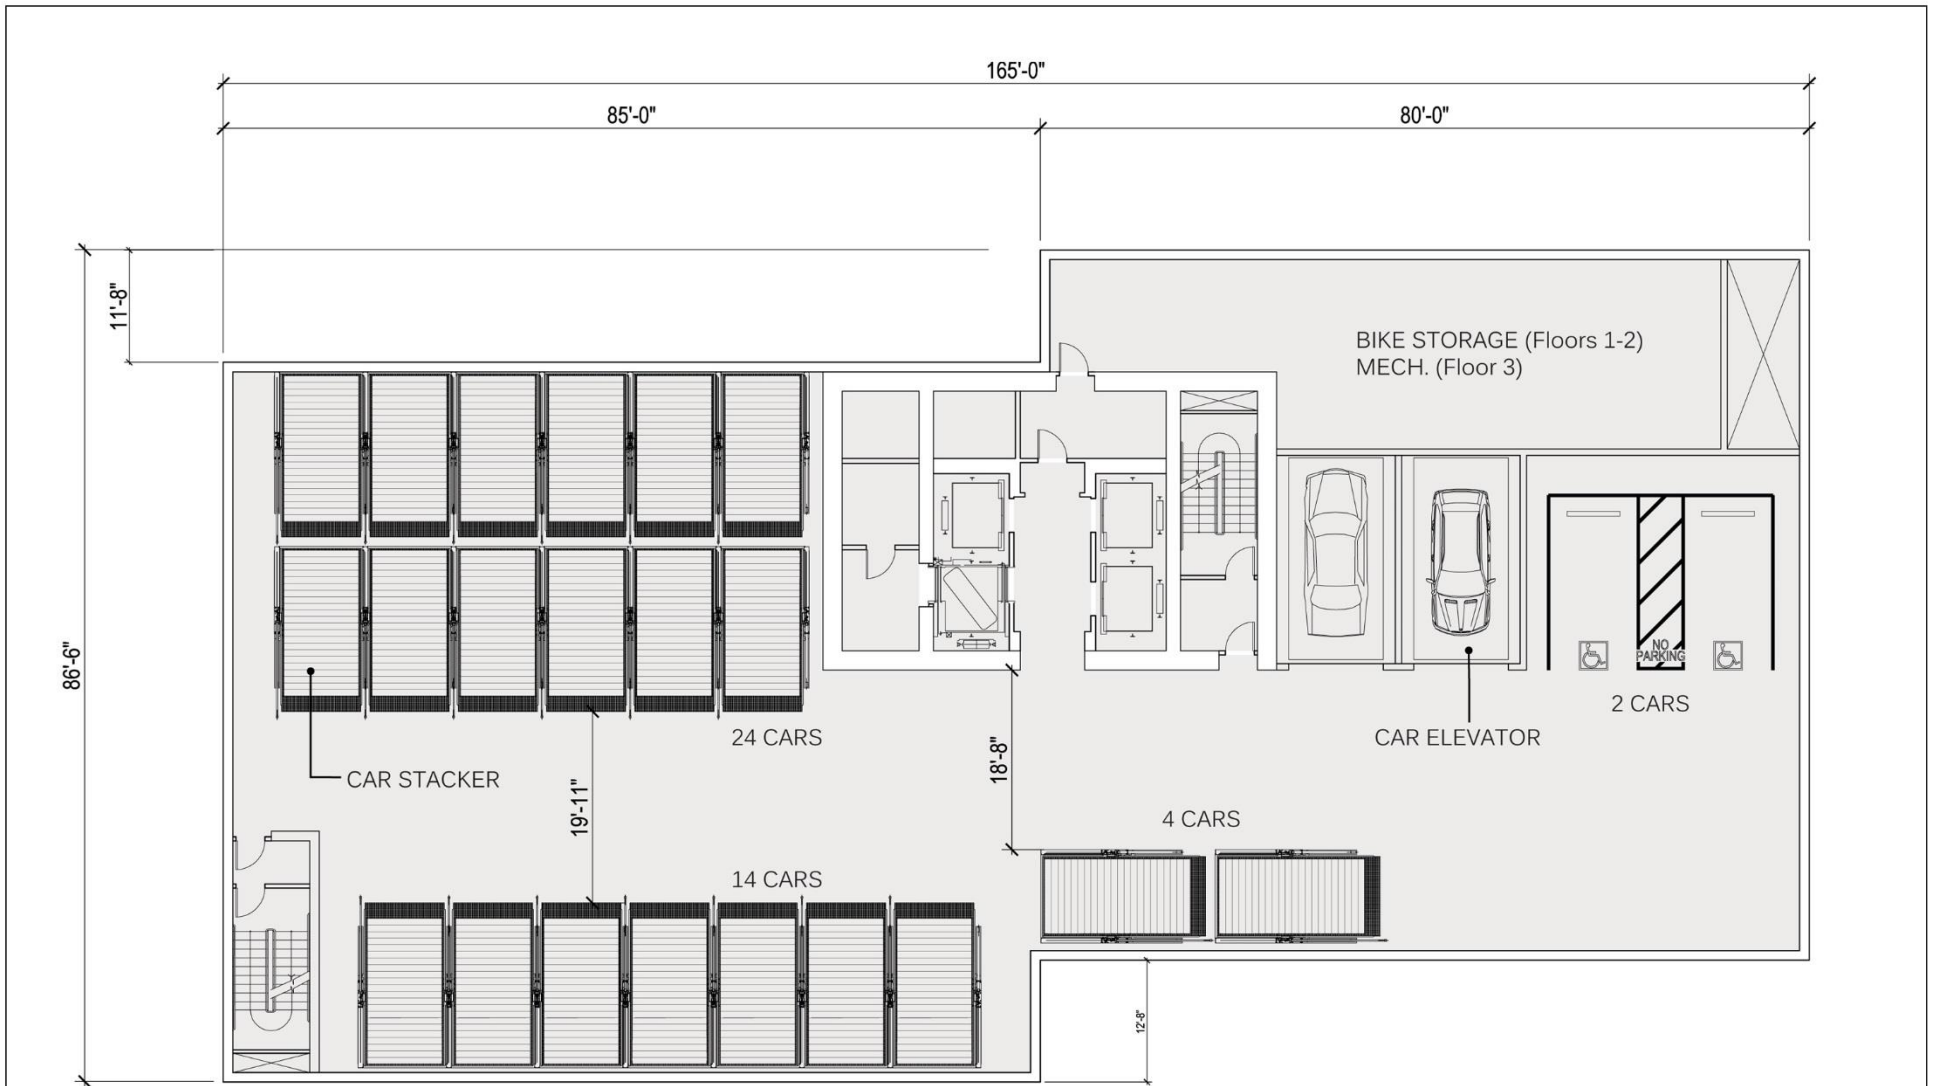 165'-0"
85'-0"
80'-0"
11'-8"
86'-6"
BIKE STORAGE (Floors 1-2)
MECH. (Floor 3)
NO
PARKING
2 CARS
24 CARS
CAR ELEVATOR
CAR STACKER
19'-11"
18'-8"
4 CARS
14 CARS
12'-8"